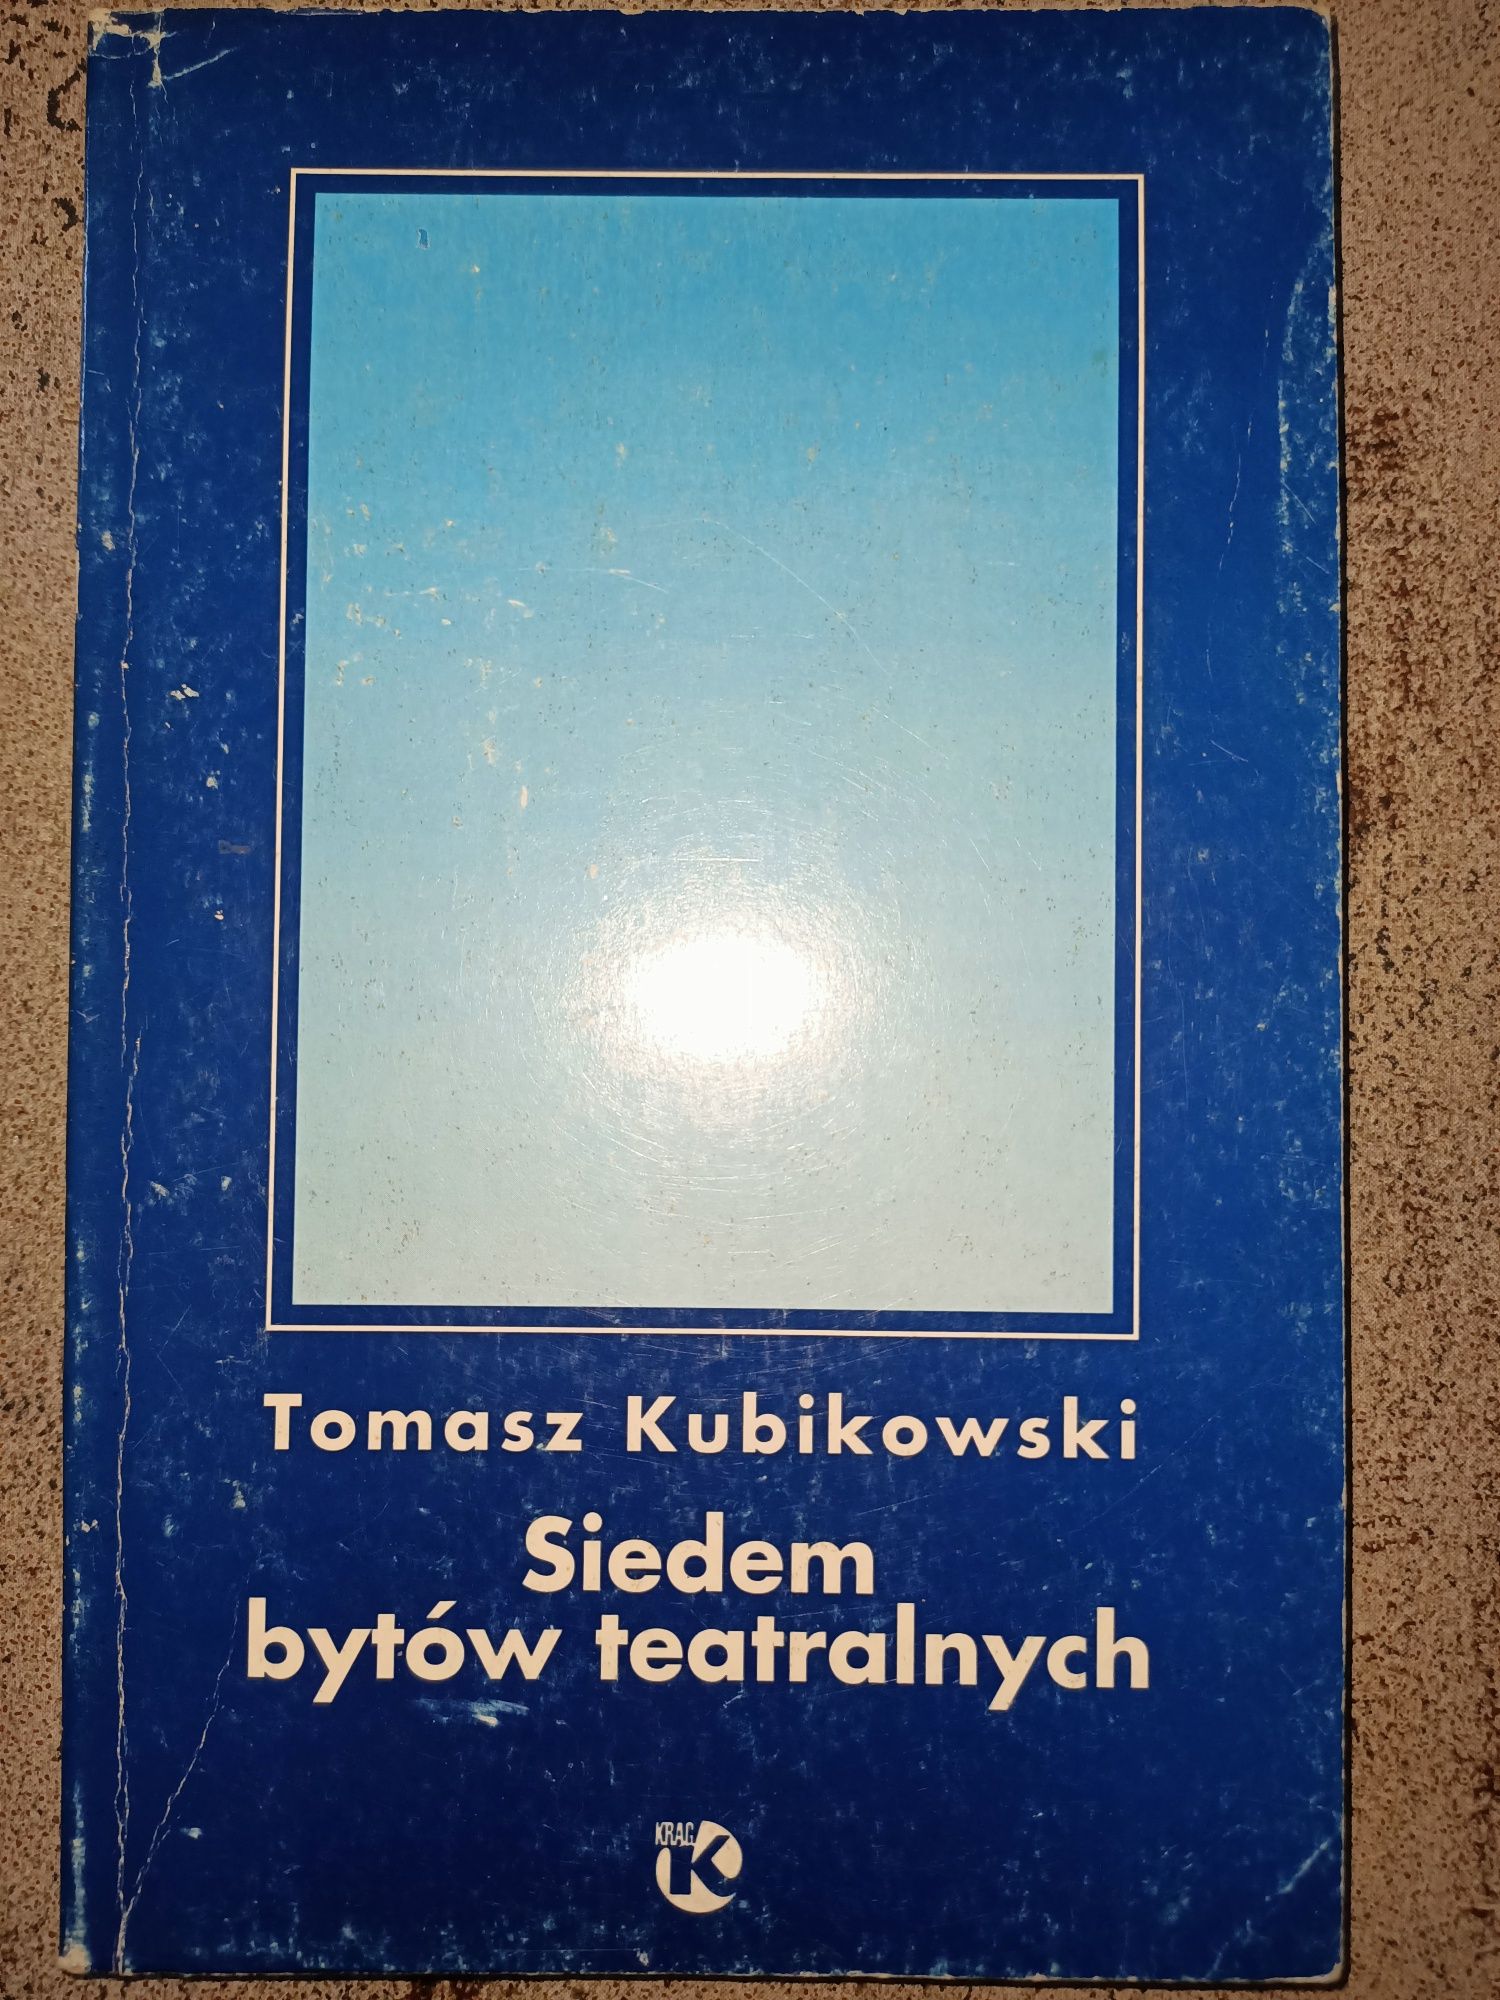 Tomasz Kubikowski
Siedem
bytów teatralnych
KRĄG
K